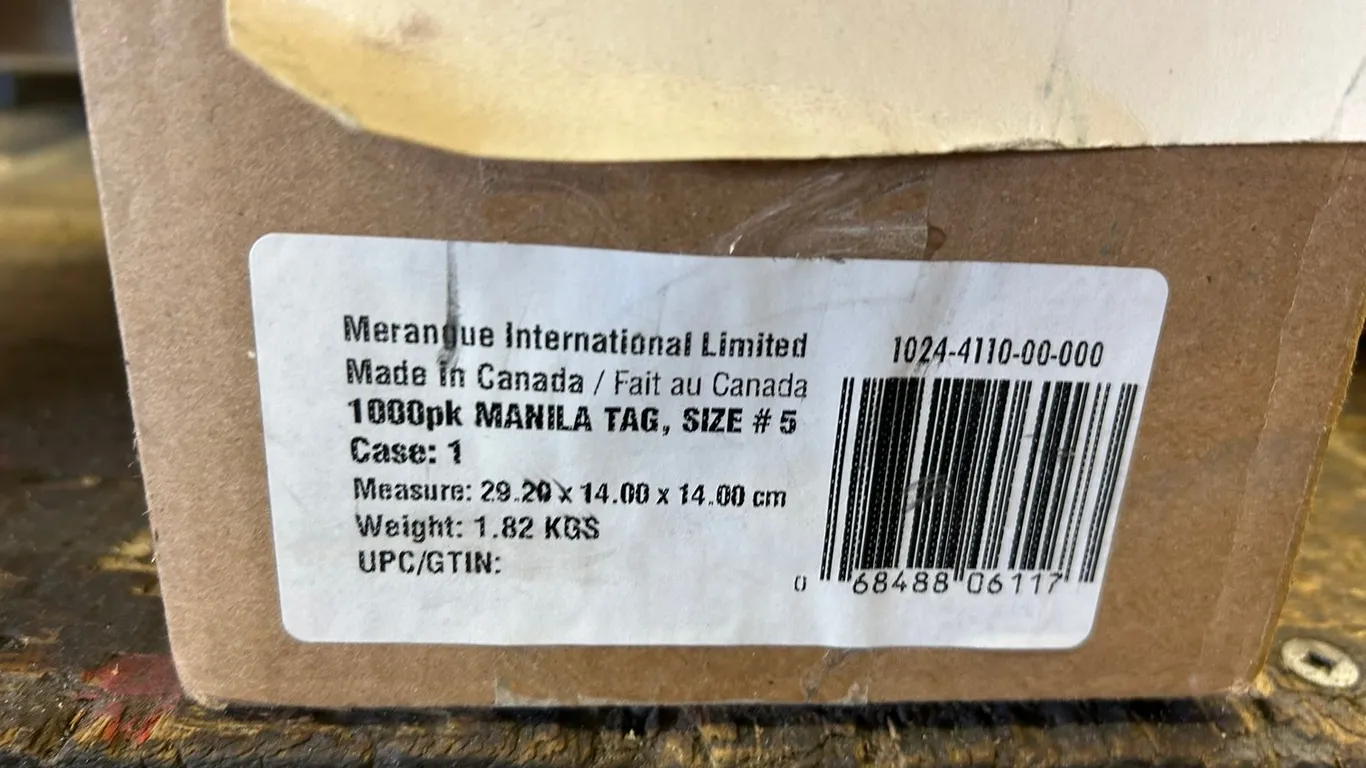 Merangue International Limited
Made in Canada / Fait au Canada
1000pk MANILA TAG, SIZE # 5
Case: 1
Measure: 29.20 x 14.00 x 14.00 cm
Weight: 1.82 KGS
UPC/GTIN:
1024-4110-00-000
0 68488 06117